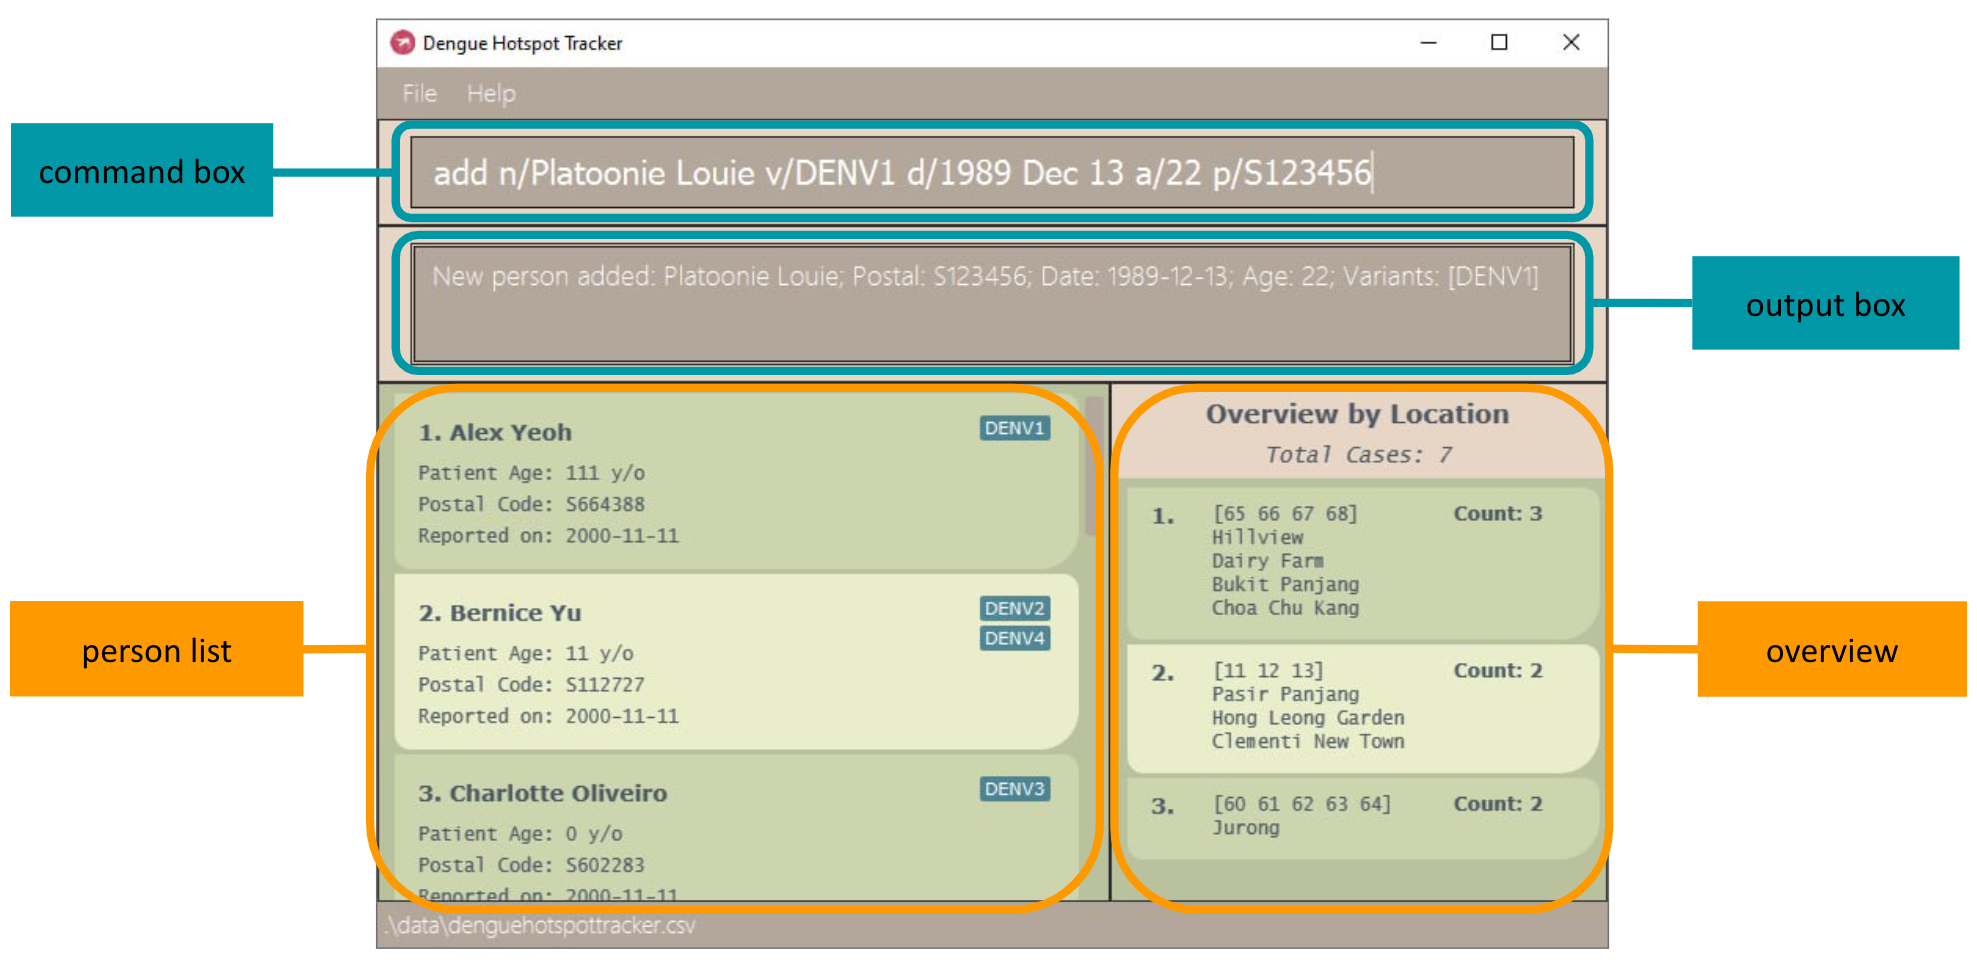 Dengue Hotspot Tracker
File Help
command box
add n/Platoonie Louie v/DENV1 d/1989 Dec 13 a/22 p/S123456
New person added: Platoonie Louie; Postal: S123456; Date: 1989-12-13; Age: 22; Variants: [DENV1]
output box
person list
1. Alex Yeoh DENV1
Patient Age: 111 y/o
Postal Code: S664388
Reported on: 2000-11-11
2. Bernice Yu DENV2
DENV4
Patient Age: 11 y/o
Postal Code: S112727
Reported on: 2000-11-11
3. Charlotte Oliveiro DENV3
Patient Age: 0 y/o
Postal Code: S602283
Reported on: 2000-11-11
Overview by Location
Total Cases: 7
1. [65 66 67 68] Count: 3
Hillview
Dairy Farm
Bukit Panjang
Choa Chu Kang
2. [11 12 13] Count: 2
Pasir Panjang
Hong Leong Garden
Clementi New Town
3. [60 61 62 63 64] Count: 2
Jurong
overview
.\data\denguehotspottracker.csv